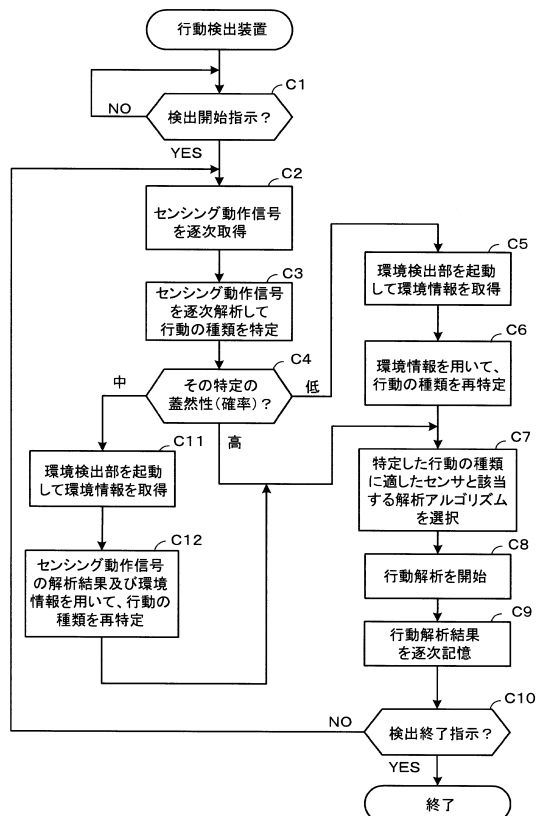 行動検出装置
C1
検出開始指示?
NO
YES
C2
センシング動作信号
を逐次取得
C3
センシング動作信号
を逐次解析して
行動の種類を特定
C4
その特定の
蓋然性(確率)?
中
低
高
C5
環境検出部を起動
して環境情報を取得
C6
環境情報を用いて、
行動の種類を再特定
C11
環境検出部を起動
して環境情報を取得
C12
センシング動作信号
の解析結果及び環境
情報を用いて、行動の
種類を再特定
C7
特定した行動の種類
に適したセンサと該当
する解析アルゴリズム
を選択
C8
行動解析を開始
C9
行動解析結果
を逐次記憶
C10
検出終了指示?
NO
YES
終了